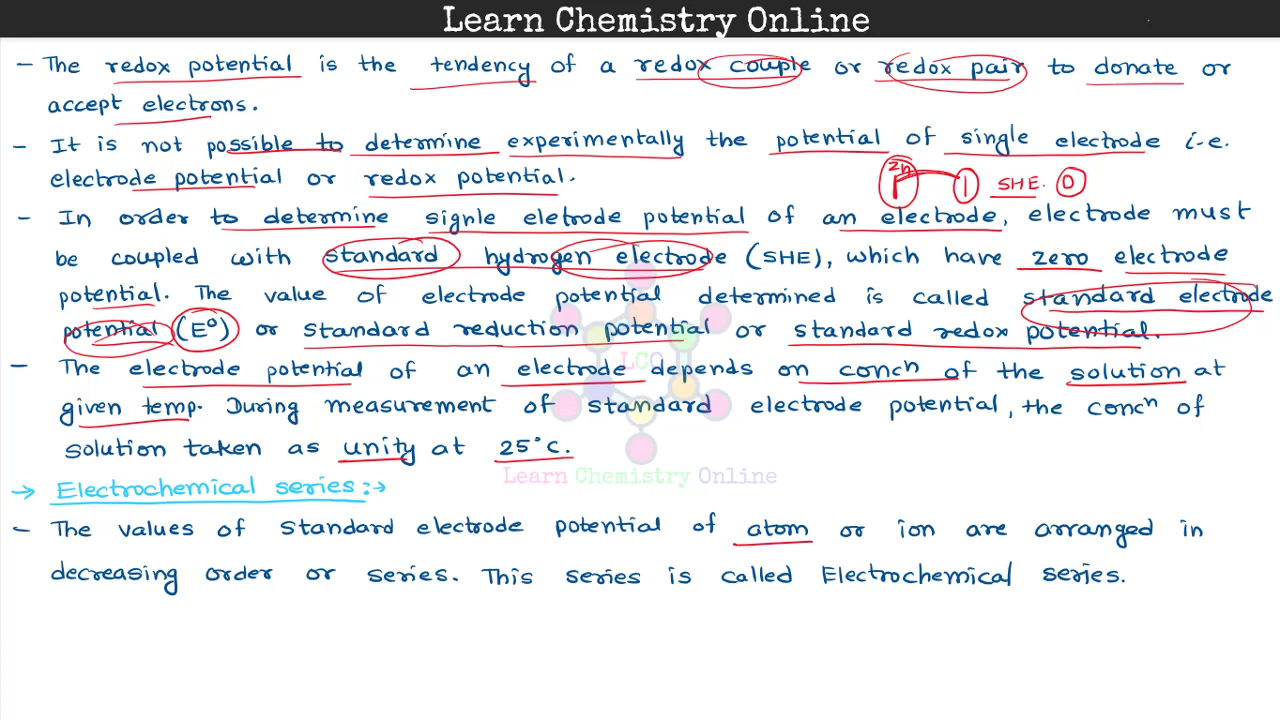 Learn Chemistry Online
- The redox potential is the tendency of a redox couple or redox pair to donate or
accept electrons.
- It is not possible to determine experimentally the potential of single electrode i.e.
electrode potential or redox potential.
Zn SHE. 0
- In order to determine signle eletrode potential of an electrode, electrode must
be coupled with standard hydrogen electrode (SHE), which have zero electrode
potential. The value of electrode potential determined is called standard electrode
potential (E°) or standard reduction potential or standard redox potential.
- The electrode potential of an electrode depends on concn of the solution at
given temp. During measurement of standard electrode potential, the concn of
solution taken as unity at 25°C.
LCO
Learn Chemistry Online
→ Electrochemical series:→
- The values of standard electrode potential of atom or ion are arranged in
decreasing order or series. This series is called Electrochemical series.